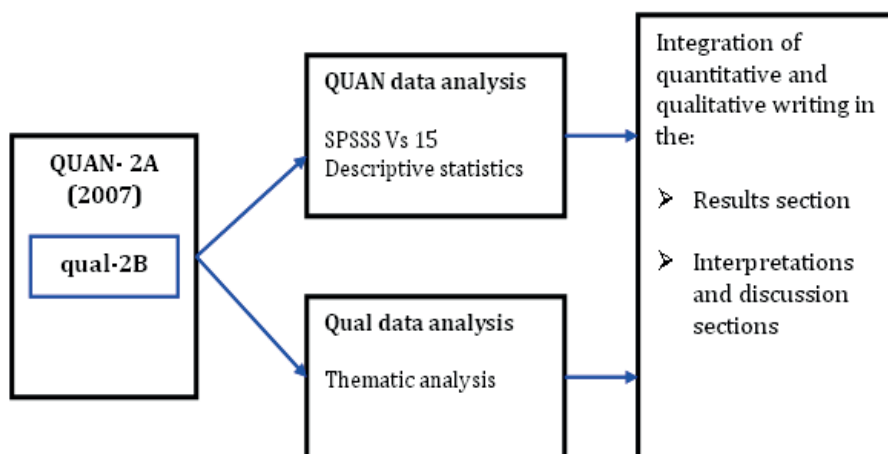 QUAN- 2A
(2007)
qual-2B
QUAN data analysis
SPSSS Vs 15
Descriptive statistics
Qual data analysis
Thematic analysis
Integration of
quantitative and
qualitative writing in
the:
➢ Results section
➢ Interpretations
and discussion
sections